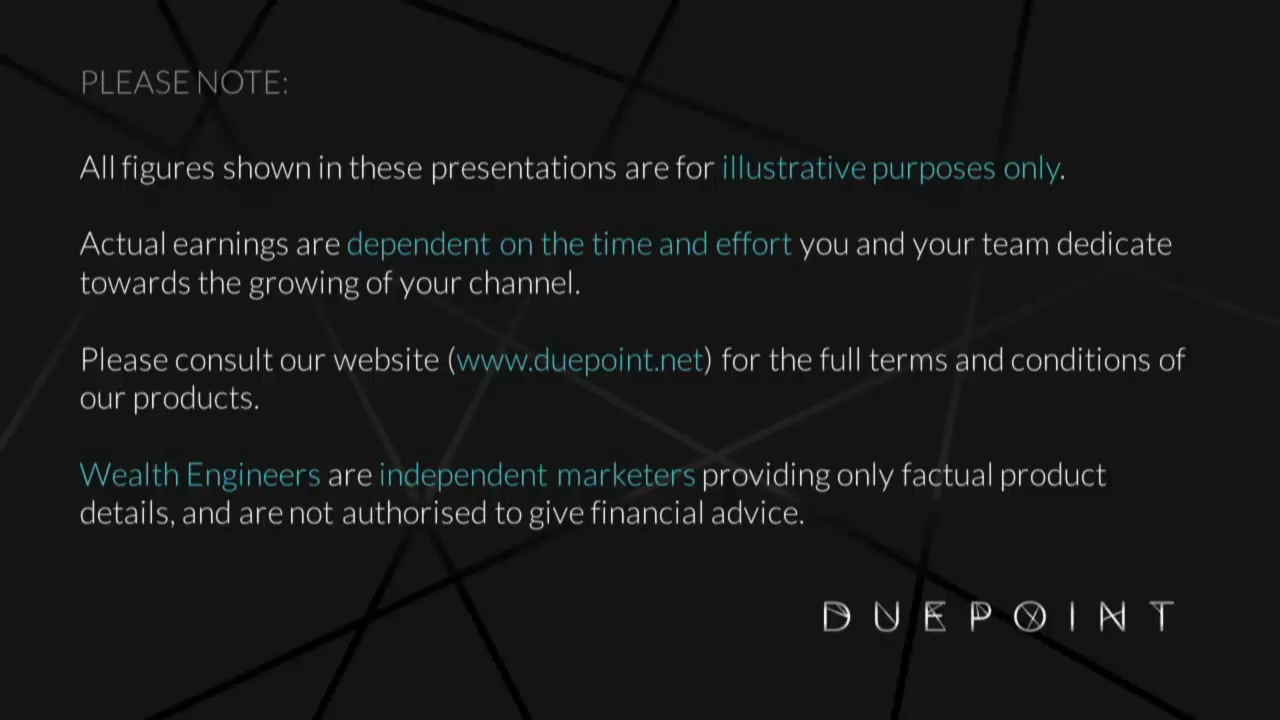 PLEASE NOTE:
All figures shown in these presentations are for illustrative purposes only.
Actual earnings are dependent on the time and effort you and your team dedicate
towards the growing of your channel.
Please consult our website (www.duepoint.net) for the full terms and conditions of
our products.
Wealth Engineers are independent marketers providing only factual product
details, and are not authorised to give financial advice.
DUEPOINT